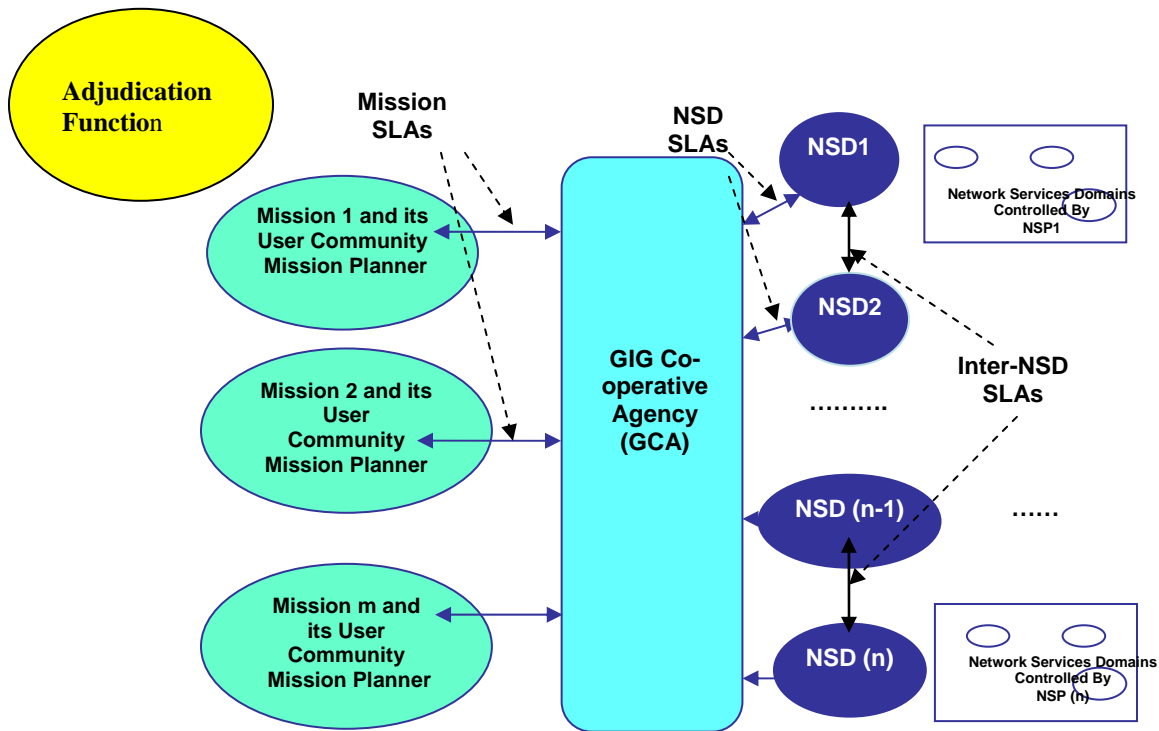 Adjudication
Function
Mission
SLAs
NSD
SLAs
NSD1
Network Services Domains
Controlled By
NSP1
Mission 1 and its
User Community
Mission Planner
NSD2
GIG Co-
operative
Agency
(GCA)
Inter-NSD
SLAs
Mission 2 and its
User
Community
Mission Planner
……….
NSD (n-1)
……
Mission m and
its User
Community
Mission Planner
NSD (n)
Network Services Domains
Controlled By
NSP (n)